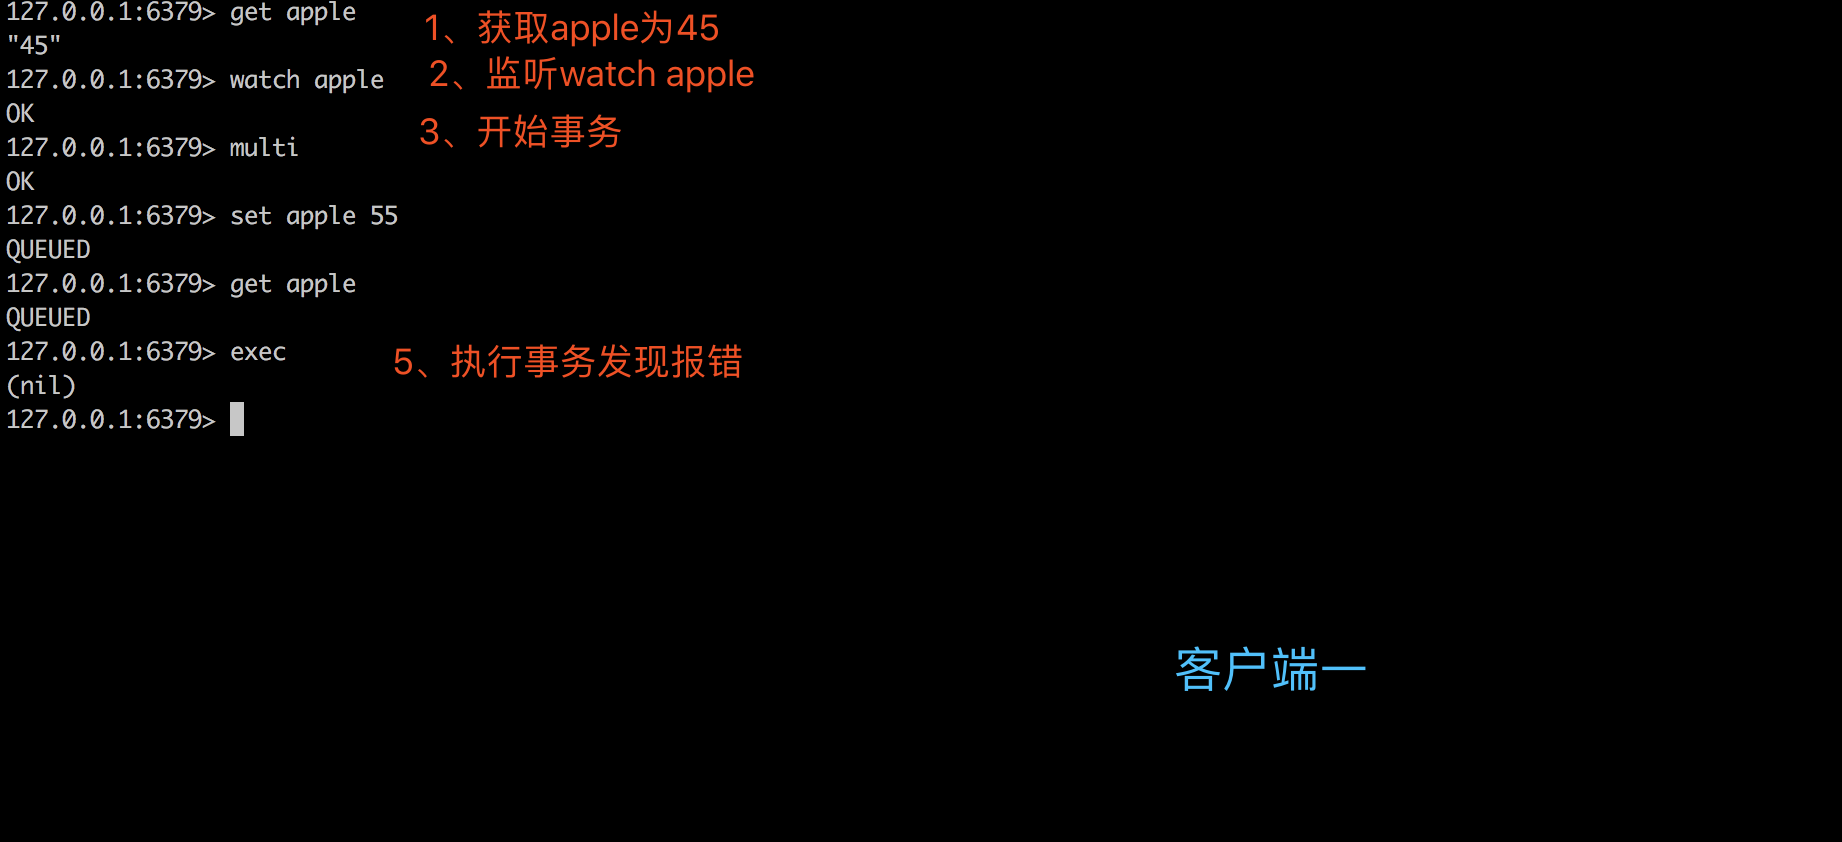 127.0.0.1:6379> get apple
1、获取apple为45
"45"
127.0.0.1:6379> watch apple
2、监听watch apple
OK
3、开始事务
127.0.0.1:6379> multi
OK
127.0.0.1:6379> set apple 55
QUEUED
127.0.0.1:6379> get apple
QUEUED
127.0.0.1:6379> exec
5、执行事务发现报错
(nil)
127.0.0.1:6379>
客户端一